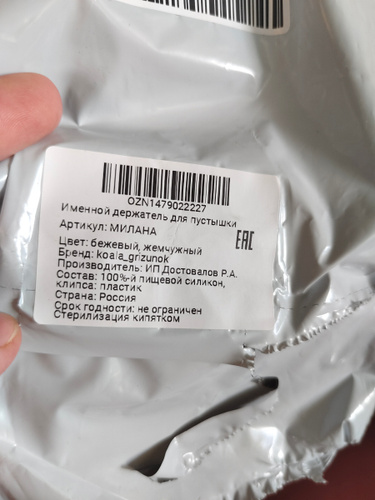 OZN1479022227
Именной держатель для пустышки
Артикул: МИЛАНА
EAC
Цвет: бежевый, жемчужный
Бренд: koala_grizunok
Производитель: ИП Достовалов Р.А.
Состав: 100%-й пищевой силикон,
клипса: пластик
Страна: Россия
Срок годности: не ограничен
Стерилизация кипятком